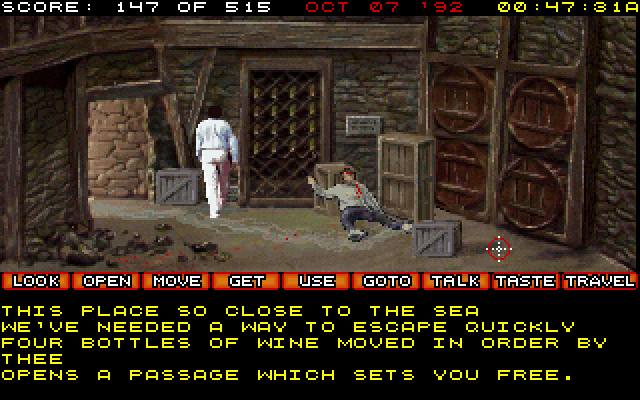 SCORE: 147 OF 515 OCT 07 '92 00:47:31A
LOOK OPEN MOVE GET USE GOTO TALK TASTE TRAVEL
THIS PLACE SO CLOSE TO THE SEA
WE'VE NEEDED A WAY TO ESCAPE QUICKLY
FOUR BOTTLES OF WINE MOVED IN ORDER BY
THEE
OPENS A PASSAGE WHICH SETS YOU FREE.